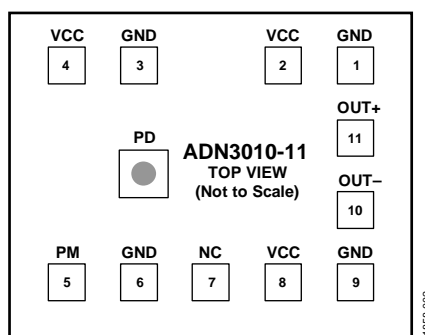 VCC GND VCC GND
4 3 2 1
OUT+
11
PD
ADN3010-11
TOP VIEW
(Not to Scale)
OUT–
10
PM GND NC VCC GND
5 6 7 8 9